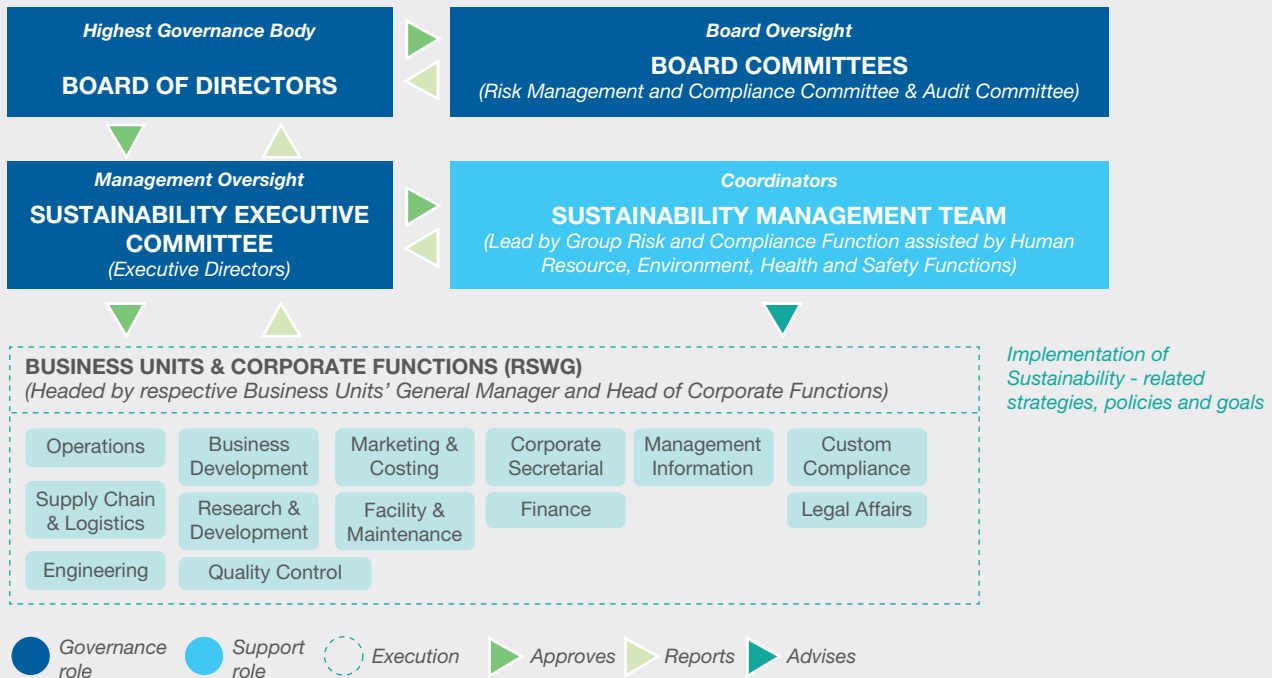 Highest Governance Body
BOARD OF DIRECTORS
Board Oversight
BOARD COMMITTEES
(Risk Management and Compliance Committee & Audit Committee)
Management Oversight
SUSTAINABILITY EXECUTIVE
COMMITTEE
(Executive Directors)
Coordinators
SUSTAINABILITY MANAGEMENT TEAM
(Lead by Group Risk and Compliance Function assisted by Human
Resource, Environment, Health and Safety Functions)
BUSINESS UNITS & CORPORATE FUNCTIONS (RSWG)
(Headed by respective Business Units' General Manager and Head of Corporate Functions)
Implementation of
Sustainability - related
strategies, policies and goals
Operations
Business
Development
Marketing &
Costing
Corporate
Secretarial
Management
Information
Custom
Compliance
Supply Chain
& Logistics
Research &
Development
Facility &
Maintenance
Finance
Legal Affairs
Engineering
Quality Control
Governance
role
Support
role
Execution
Approves
Reports
Advises